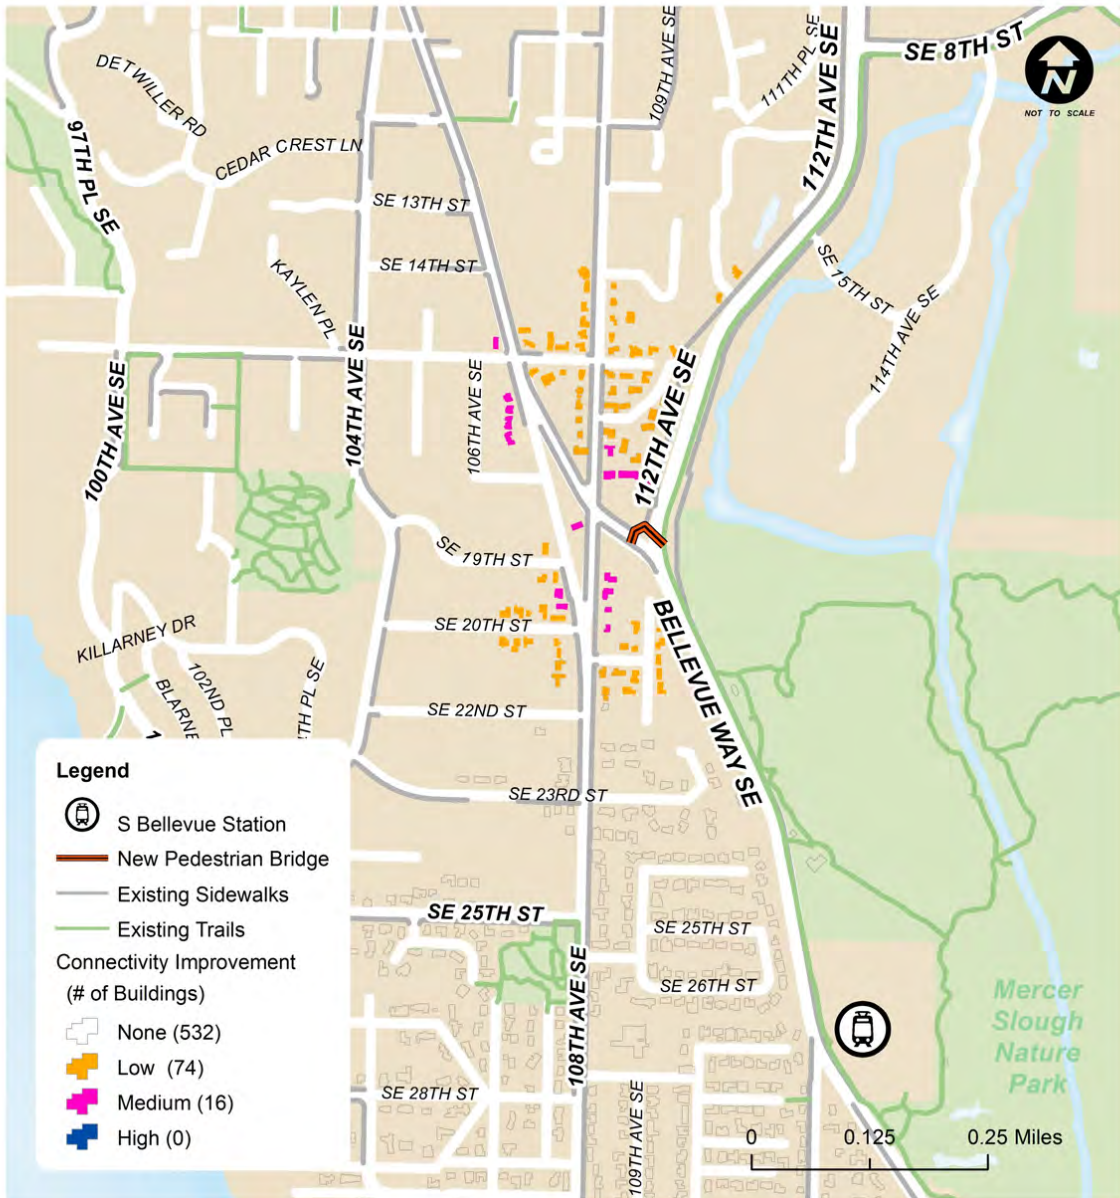 SE 8TH ST
N
NOT TO SCALE
109TH AVE SE
111TH PL SE
112TH AVE SE
DETWILLER RD
CEDAR CREST LN
97TH PL SE
SE 13TH ST
SE 14TH ST
KAYLEN PL
SE 15TH ST
114TH AVE SE
104TH AVE SE
100TH AVE SE
106TH AVE SE
112TH AVE SE
SE 19TH ST
SE 20TH ST
KILLARNEY DR
102ND PL
BLARNE
TH PL SE
1
SE 22ND ST
BELLEVUE WAY SE
SE 23RD ST
SE 25TH ST
SE 25TH ST
SE 26TH ST
108TH AVE SE
SE 28TH ST
109TH AVE SE
Mercer
Slough
Nature
Park
0 0.125 0.25 Miles
Legend
S Bellevue Station
New Pedestrian Bridge
Existing Sidewalks
Existing Trails
Connectivity Improvement
(# of Buildings)
None (532)
Low (74)
Medium (16)
High (0)